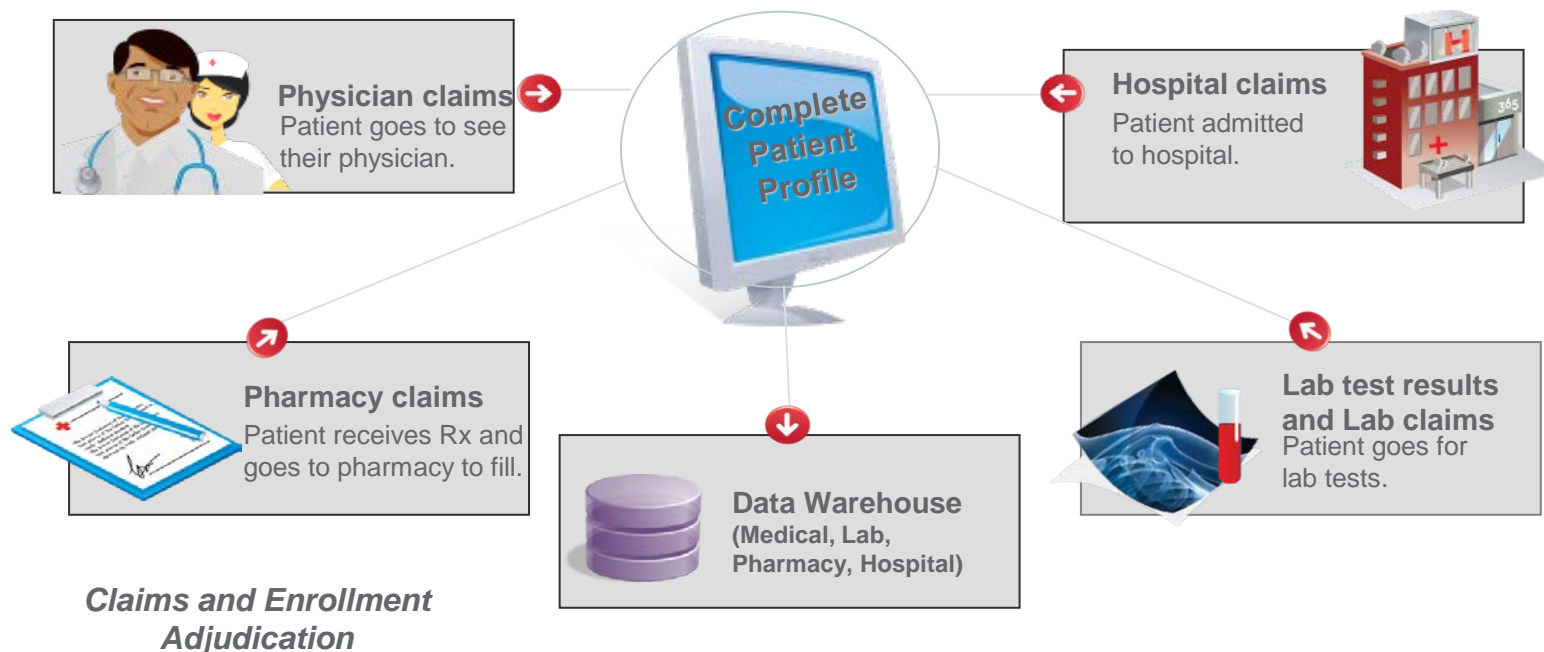 Physician claims
Patient goes to see
their physician.
Complete
Patient
Profile
Hospital claims
Patient admitted
to hospital.
H
365
Pharmacy claims
Patient receives Rx and
goes to pharmacy to fill.
Lab test results
and Lab claims
Patient goes for
lab tests.
Data Warehouse
(Medical, Lab,
Pharmacy, Hospital)
Claims and Enrollment
Adjudication